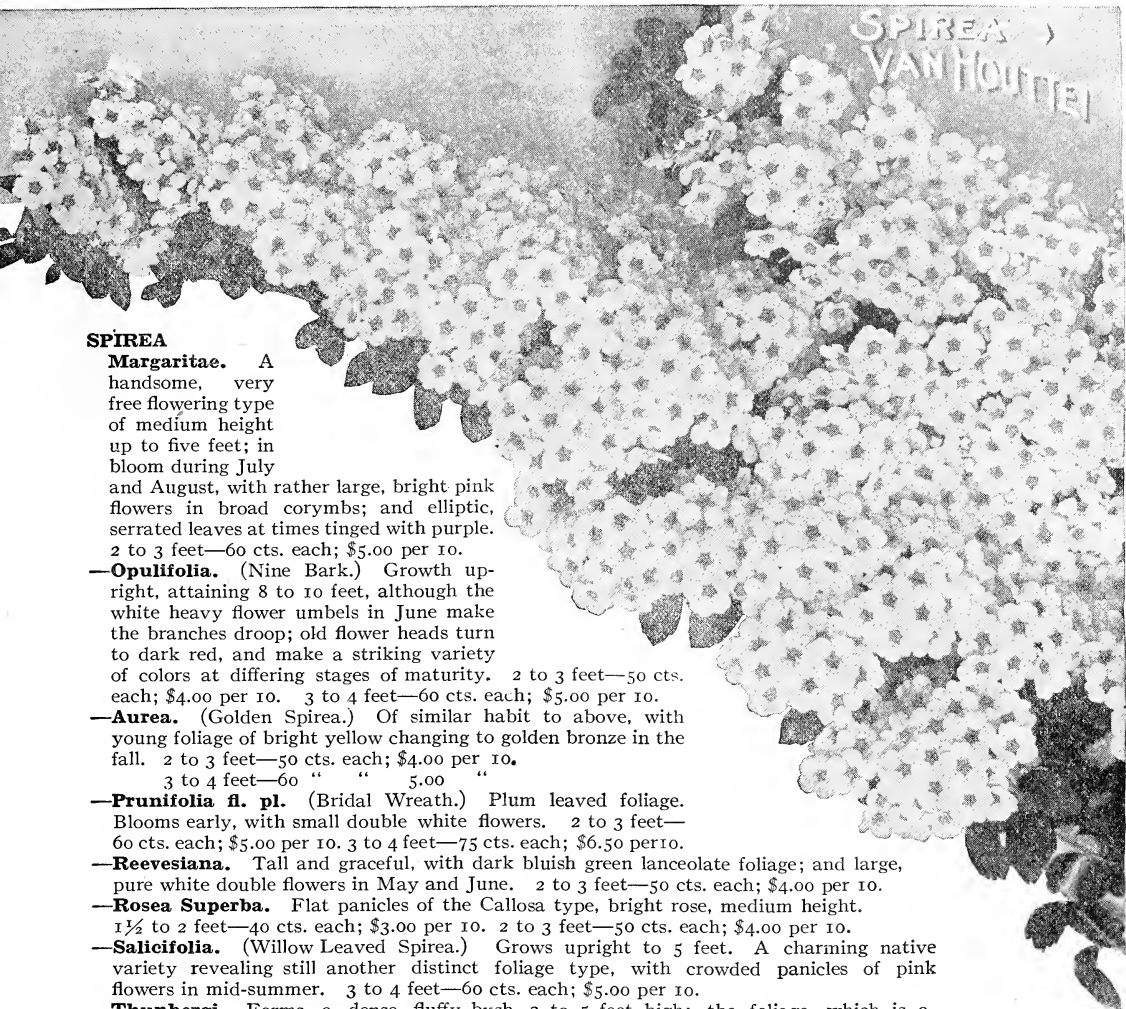 SPIREA
VAN HOUTTEI
SPIREA
Margaritae. A
handsome, very
free flowering type
of medium height
up to five feet; in
bloom during July
and August, with rather large, bright pink
flowers in broad corymbs; and elliptic,
serrated leaves at times tinged with purple.
2 to 3 feet—60 cts. each; $5.00 per 10.
—Opulifolia. (Nine Bark.) Growth up-
right, attaining 8 to 10 feet, although the
white heavy flower umbels in June make
the branches droop; old flower heads turn
to dark red, and make a striking variety
of colors at differing stages of maturity. 2 to 3 feet—50 cts.
each; $4.00 per 10. 3 to 4 feet—60 cts. each; $5.00 per 10.
—Aurea. (Golden Spirea.) Of similar habit to above, with
young foliage of bright yellow changing to golden bronze in the
fall. 2 to 3 feet—50 cts. each; $4.00 per 10.
3 to 4 feet—60 “ “ 5.00 “
—Prunifolia fl. pl. (Bridal Wreath.) Plum leaved foliage.
Blooms early, with small double white flowers. 2 to 3 feet—
60 cts. each; $5.00 per 10. 3 to 4 feet—75 cts. each; $6.50 per10.
—Reevesiana. Tall and graceful, with dark bluish green lanceolate foliage; and large,
pure white double flowers in May and June. 2 to 3 feet—50 cts. each; $4.00 per 10.
—Rosea Superba. Flat panicles of the Callosa type, bright rose, medium height.
1½ to 2 feet—40 cts. each; $3.00 per 10. 2 to 3 feet—50 cts. each; $4.00 per 10.
—Salicifolia. (Willow Leaved Spirea.) Grows upright to 5 feet. A charming native
variety revealing still another distinct foliage type, with crowded panicles of pink
flowers in mid-summer. 3 to 4 feet—60 cts. each; $5.00 per 10.
—Thunbergi. Forms a dense fluffy bush 3 to 5 feet high; the foliage, which is a